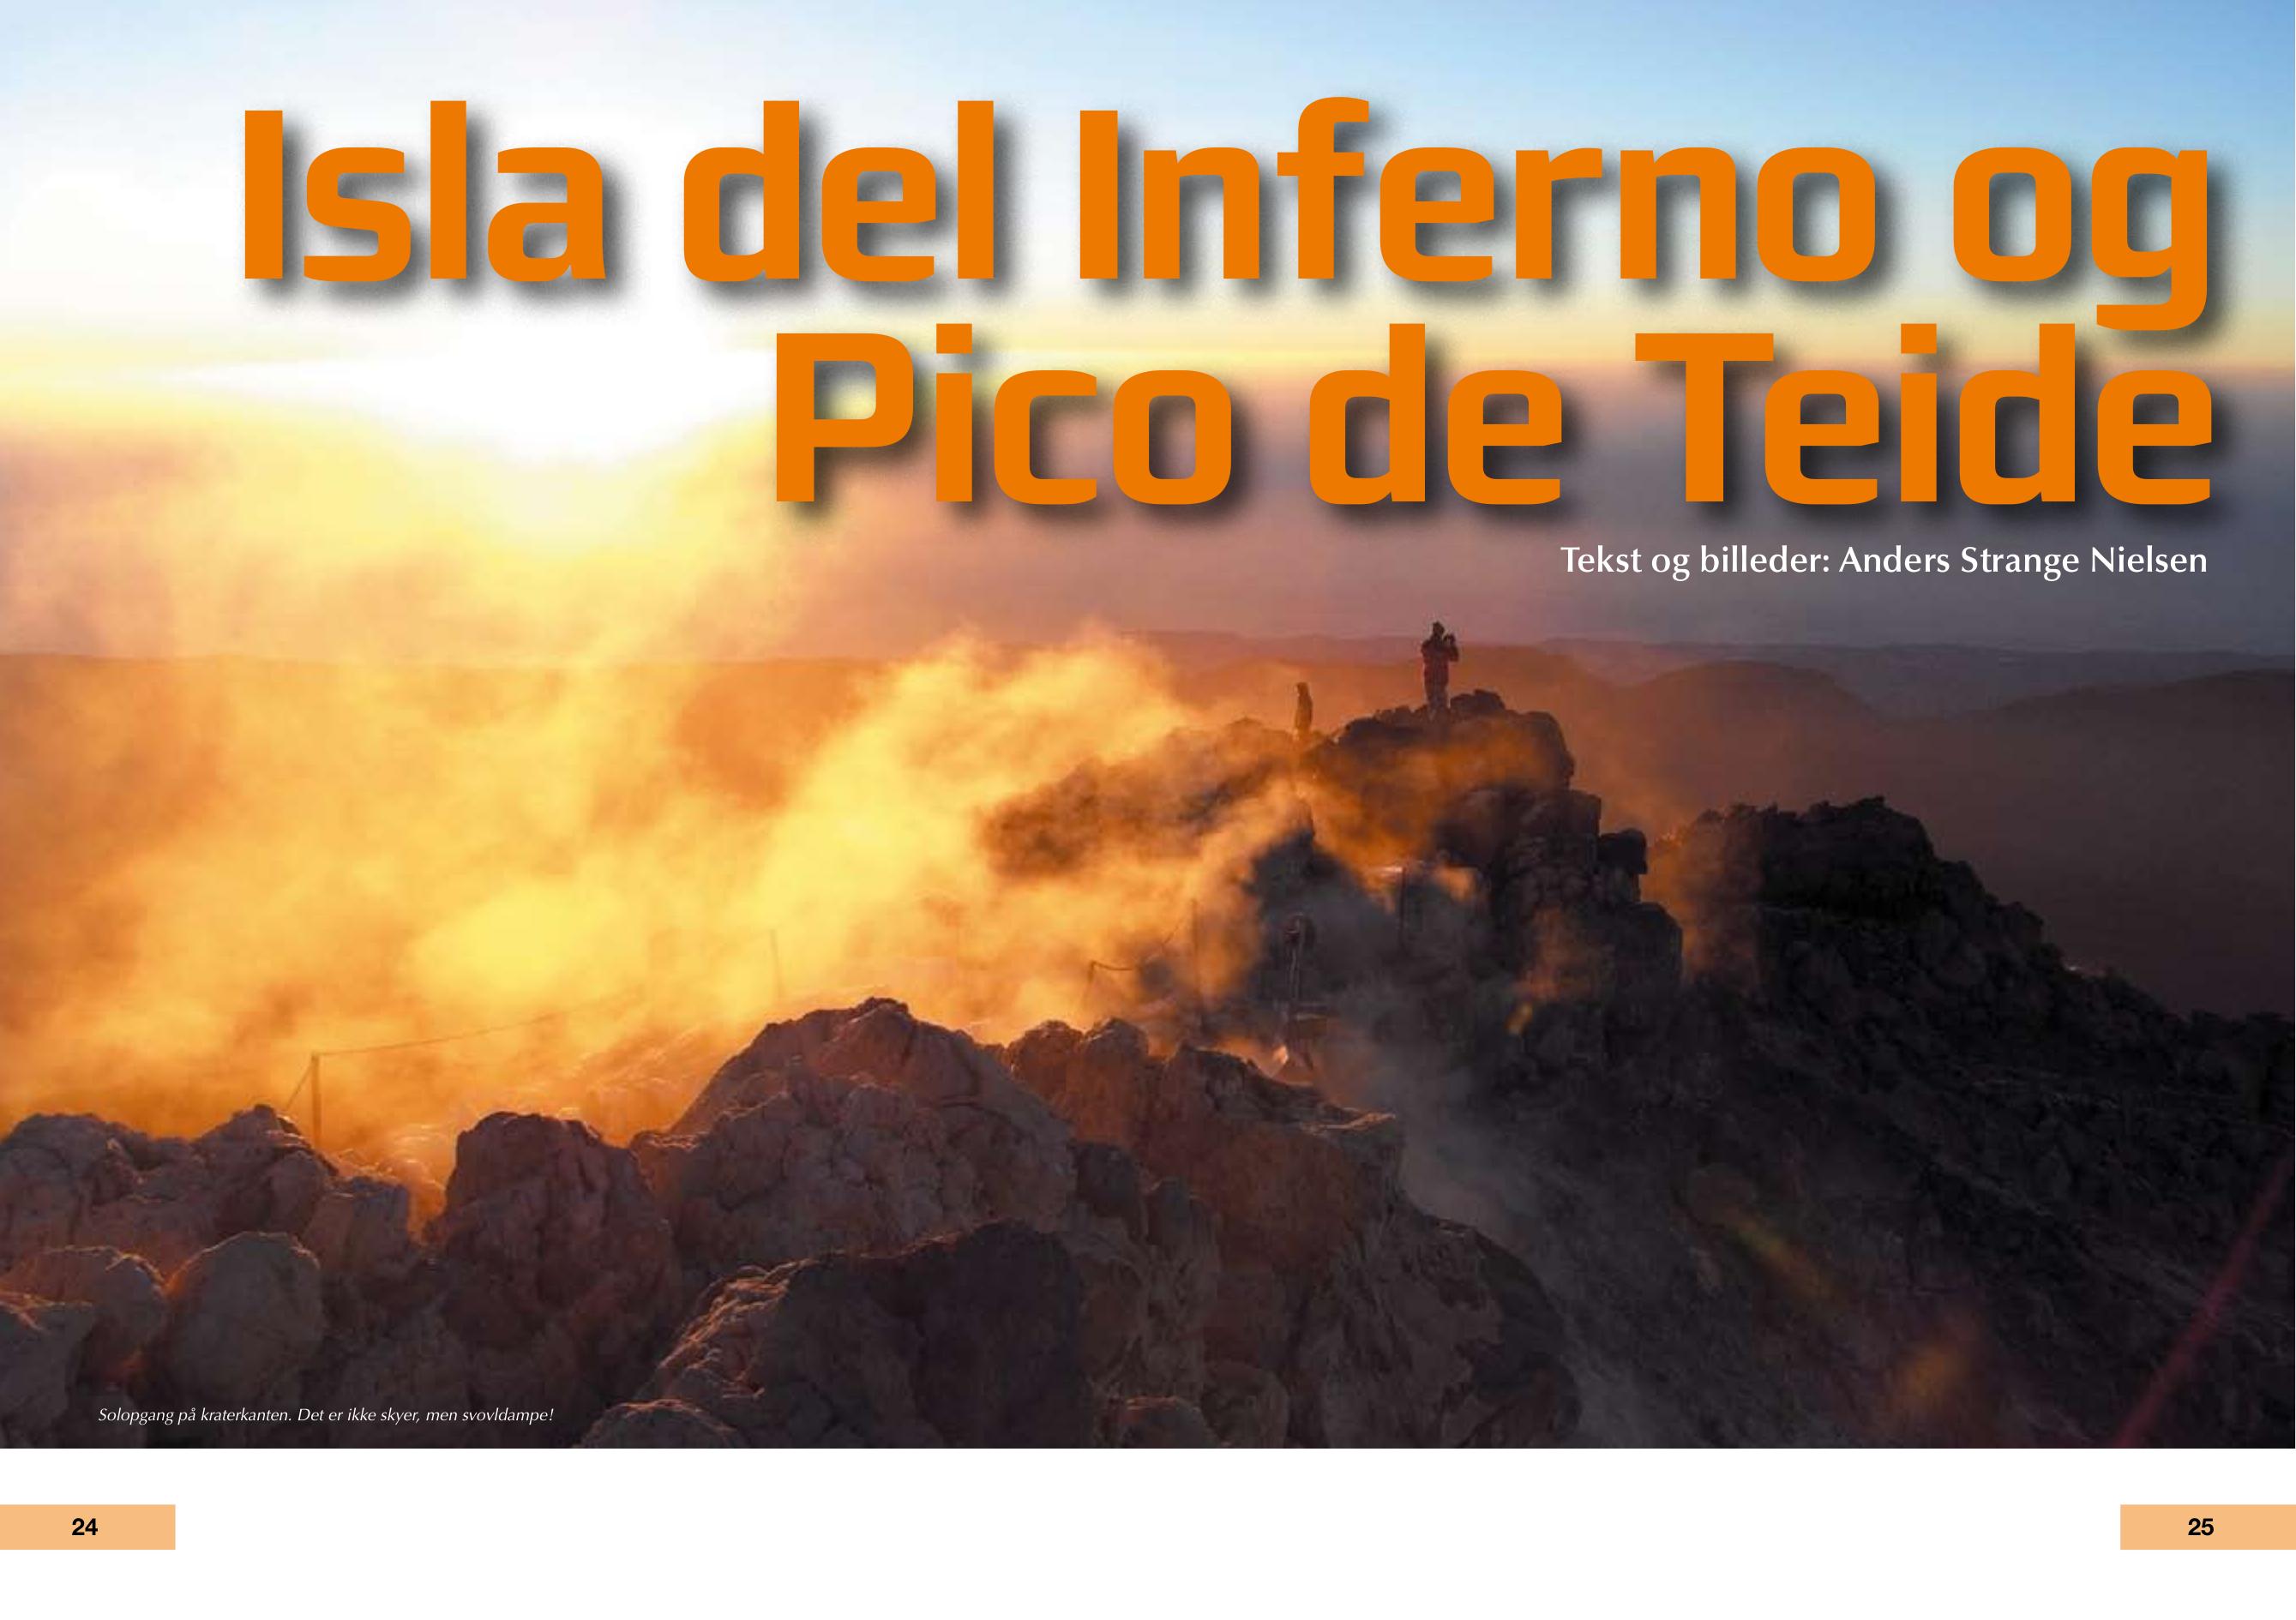 Isla del Inferno og
Pico de Teide
Tekst og billeder: Anders Strange Nielsen
Solopgang på kraterkanten. Det er ikke skyer, men svovldampe!
24
25